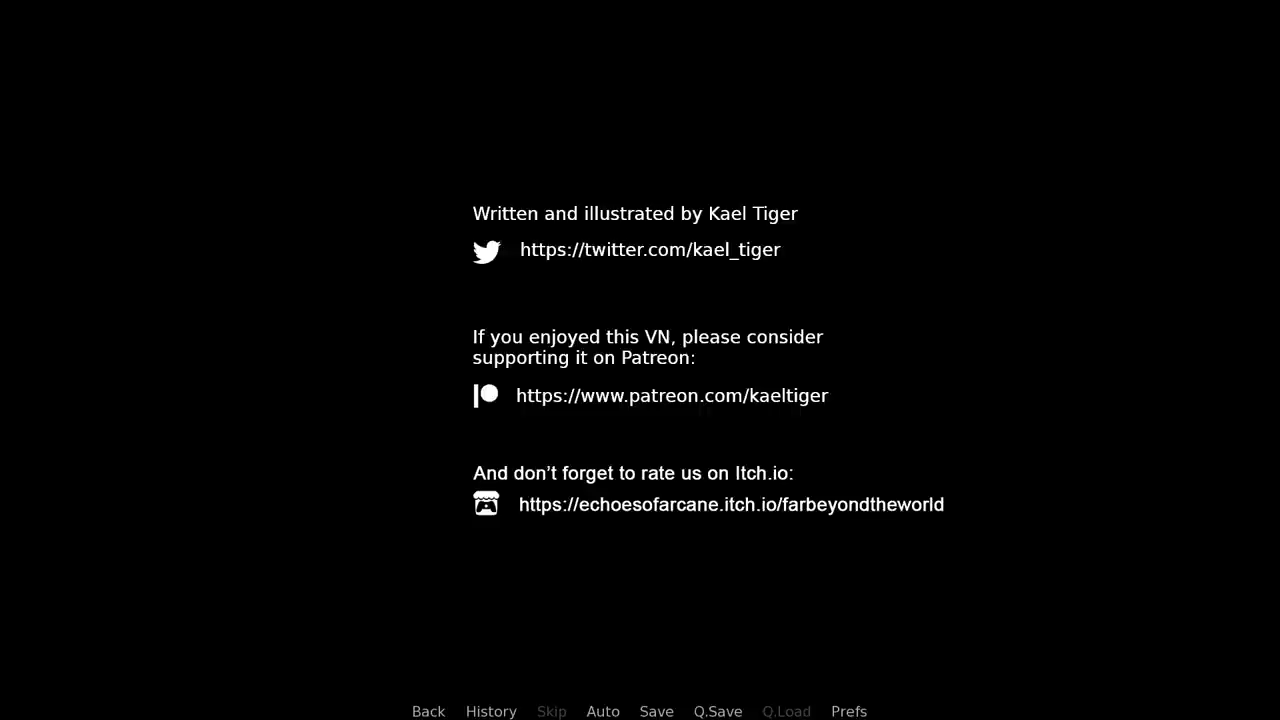 Written and illustrated by Kael Tiger
https://twitter.com/kael_tiger
If you enjoyed this VN, please consider
supporting it on Patreon:
https://www.patreon.com/kaeltiger
And don’t forget to rate us on Itch.io:
https://echoesofarcane.itch.io/farbeyondtheworld
Back History Skip Auto Save Q.Save Q.Load Prefs